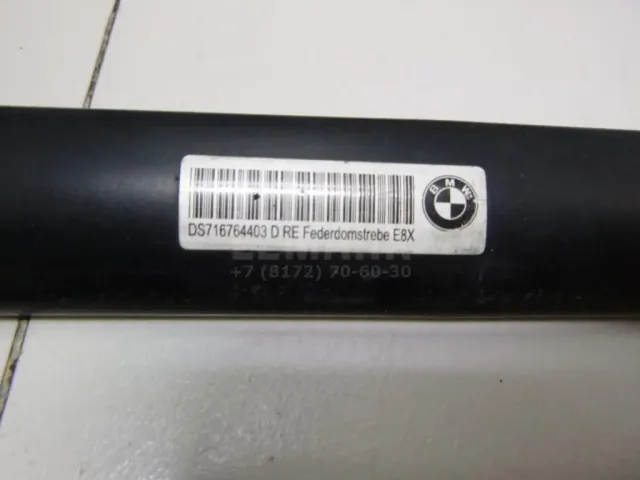 BMW
DS716764403 D RE Federdomstrebe E8X
+7 (8172) 70-60-30